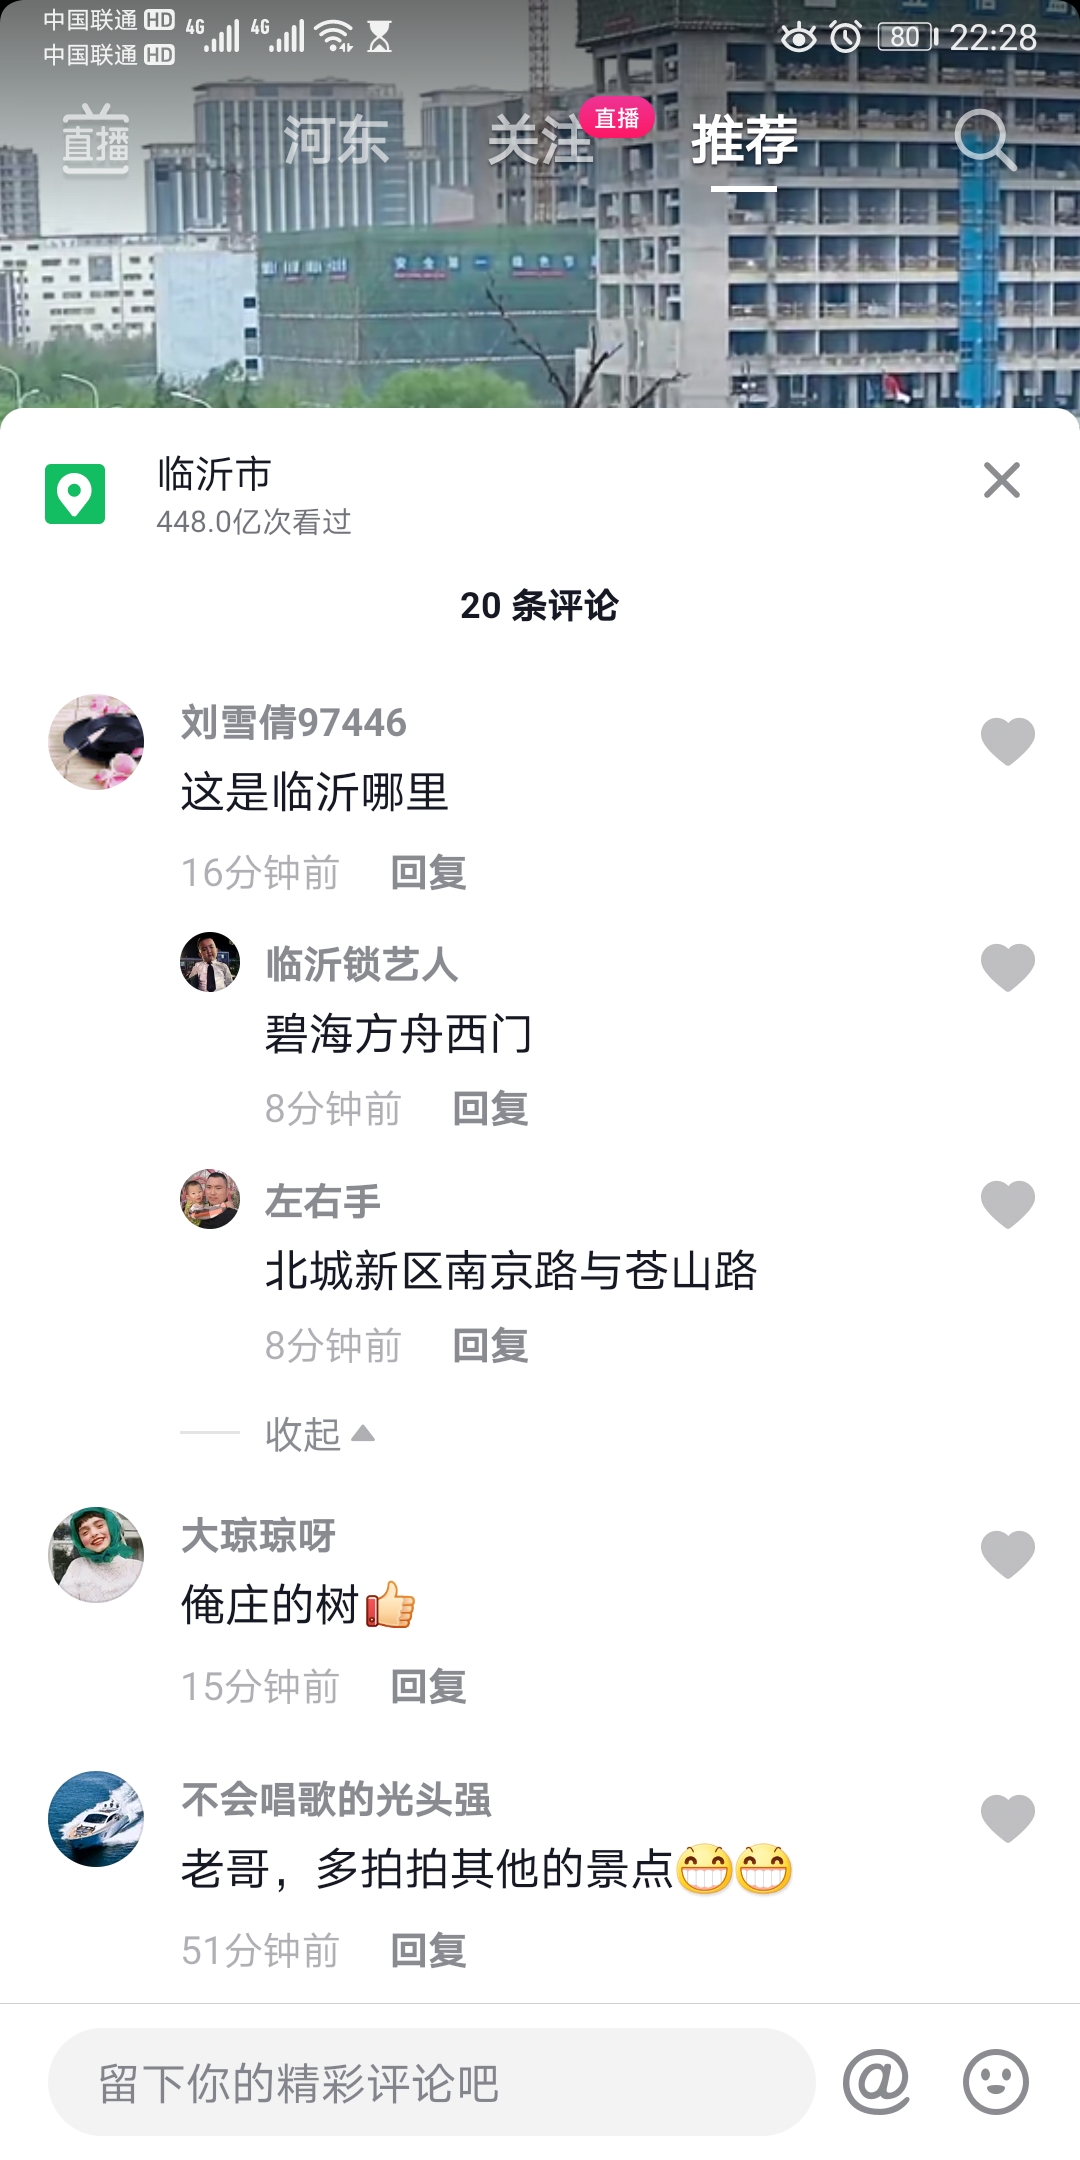 中国联通 HD 4G 4G 80 22:28
中国联通 HD
直播 河东 关注 直播 推荐
安全第一
临沂市
448.0亿次看过
20 条评论
刘雪倩97446
这是临沂哪里
16分钟前 回复
临沂锁艺人
碧海方舟西门
8分钟前 回复
左右手
北城新区南京路与苍山路
8分钟前 回复
收起
大琼琼呀
俺庄的树👍
15分钟前 回复
不会唱歌的光头强
老哥，多拍拍其他的景点😁😁
51分钟前 回复
留下你的精彩评论吧 @